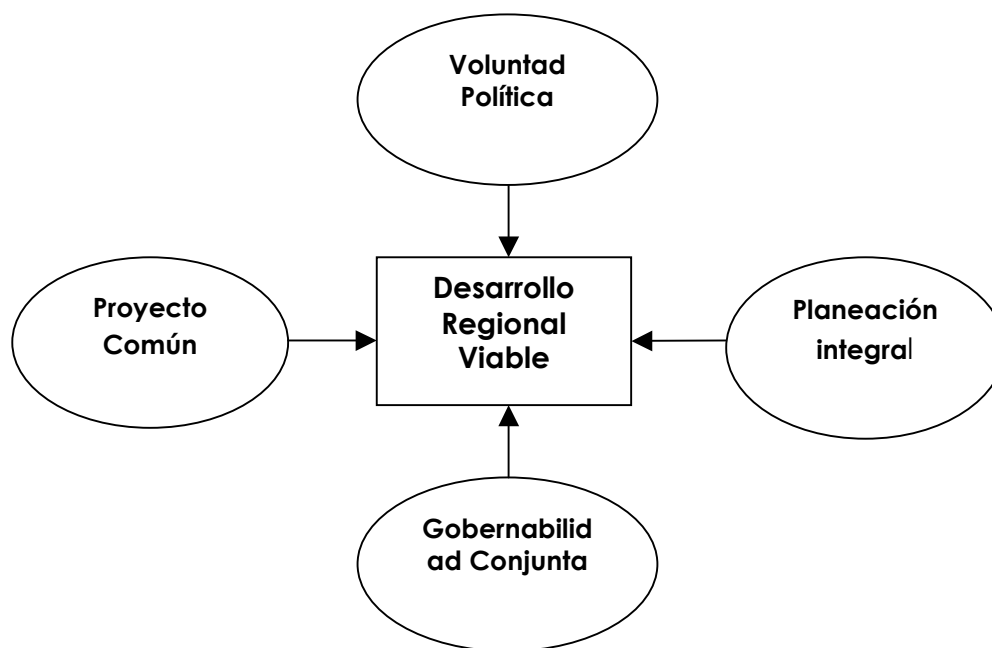 Voluntad
Política
Proyecto
Común
Desarrollo
Regional
Viable
Planeación
integral
Gobernabilid
ad Conjunta